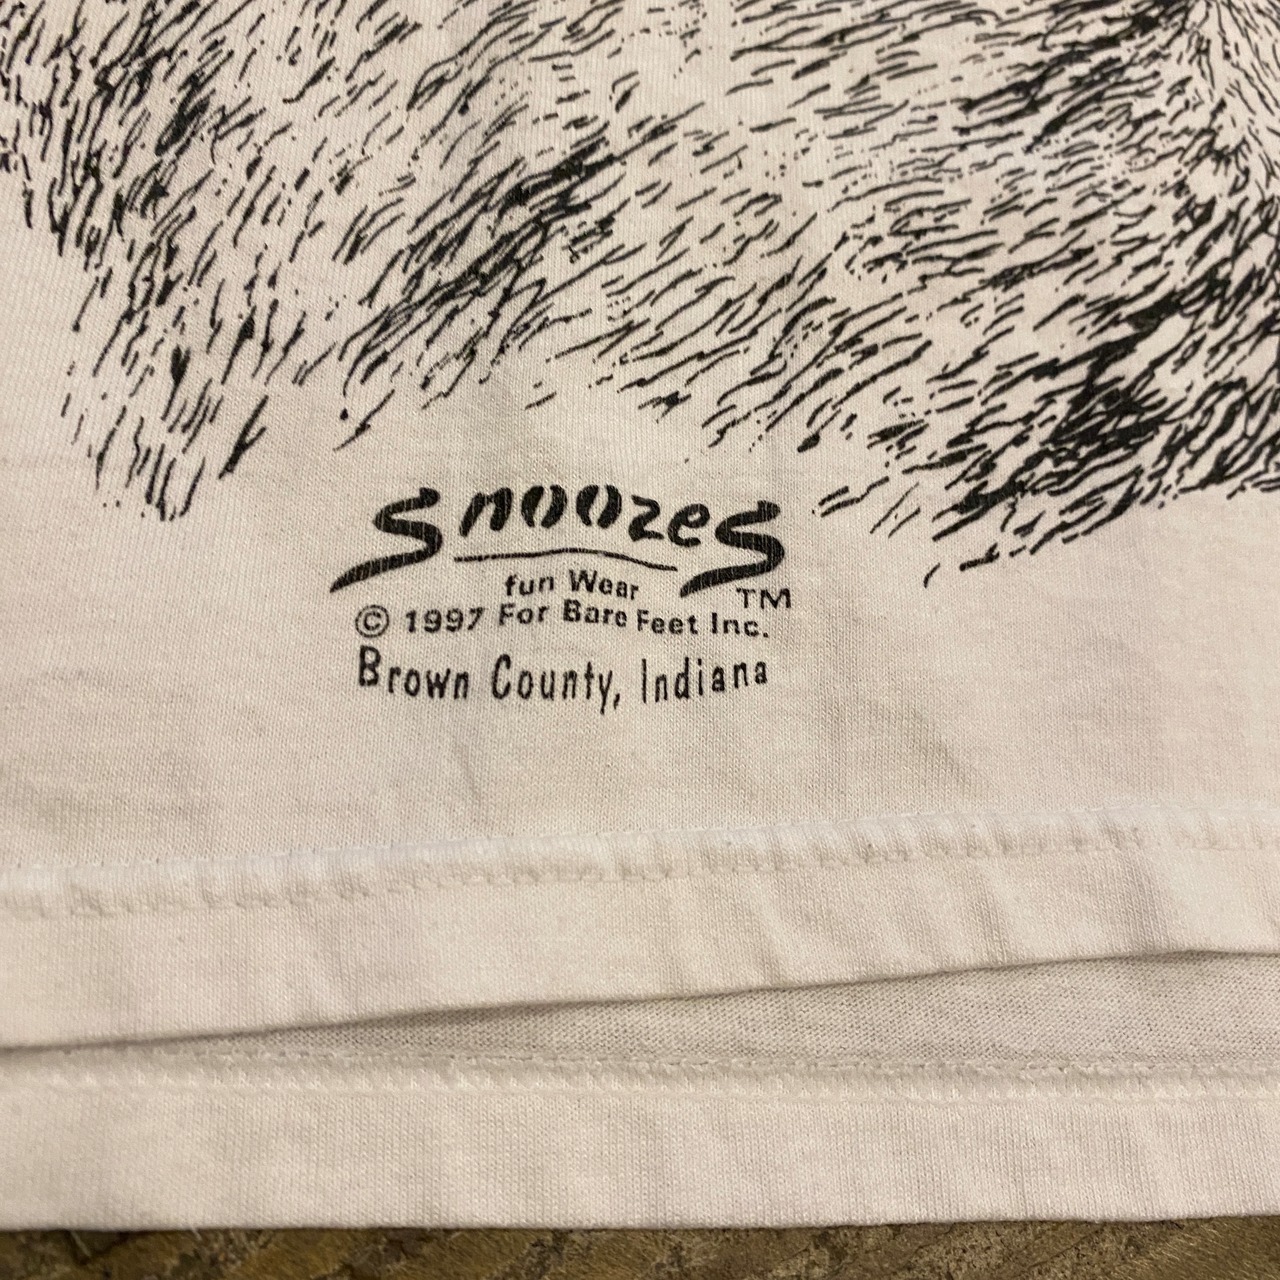 SnoozeS
fun Wear TM
© 1997 For Bare Feet Inc.
Brown County, Indiana